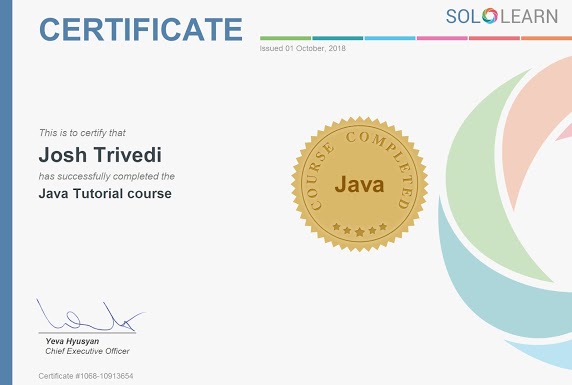 CERTIFICATE
SOLOLEARN
Issued 01 October, 2018
This is to certify that
Josh Trivedi
has successfully completed the
Java Tutorial course
COURSE COMPLETED
Java
Yeva Hyusyan
Chief Executive Officer
Certificate #1068-10913654